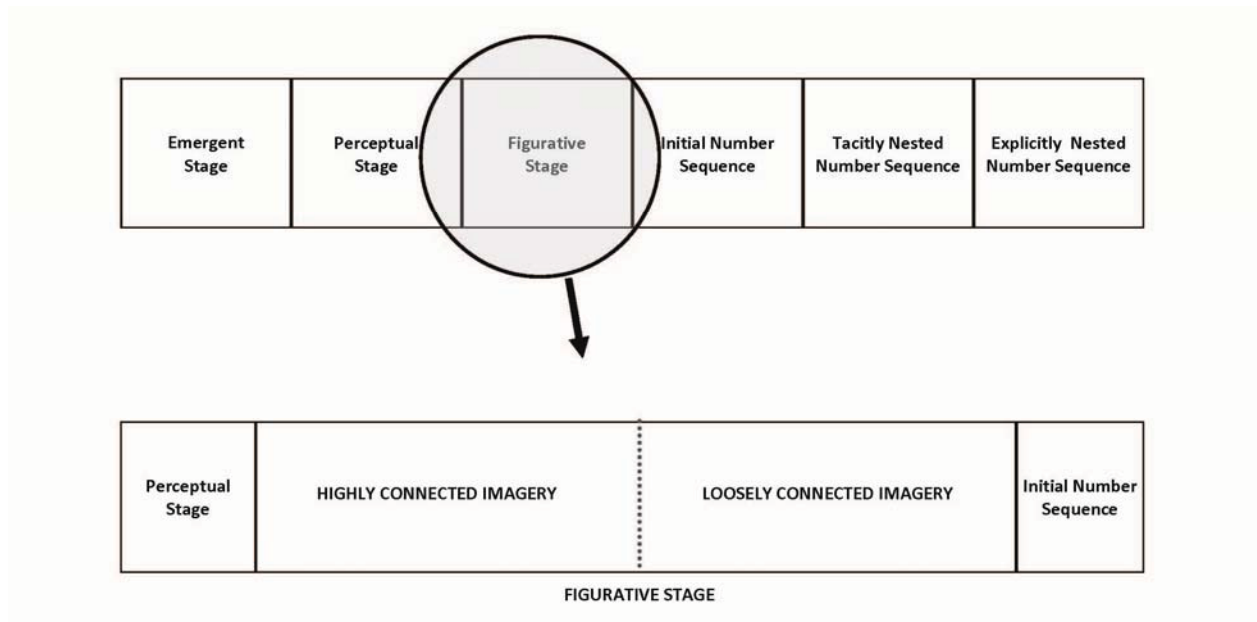 Emergent
Stage
Perceptual
Stage
Figurative
Stage
Initial Number
Sequence
Tacitly Nested
Number Sequence
Explicitly Nested
Number Sequence
Perceptual
Stage
HIGHLY CONNECTED IMAGERY
LOOSELY CONNECTED IMAGERY
Initial Number
Sequence
FIGURATIVE STAGE